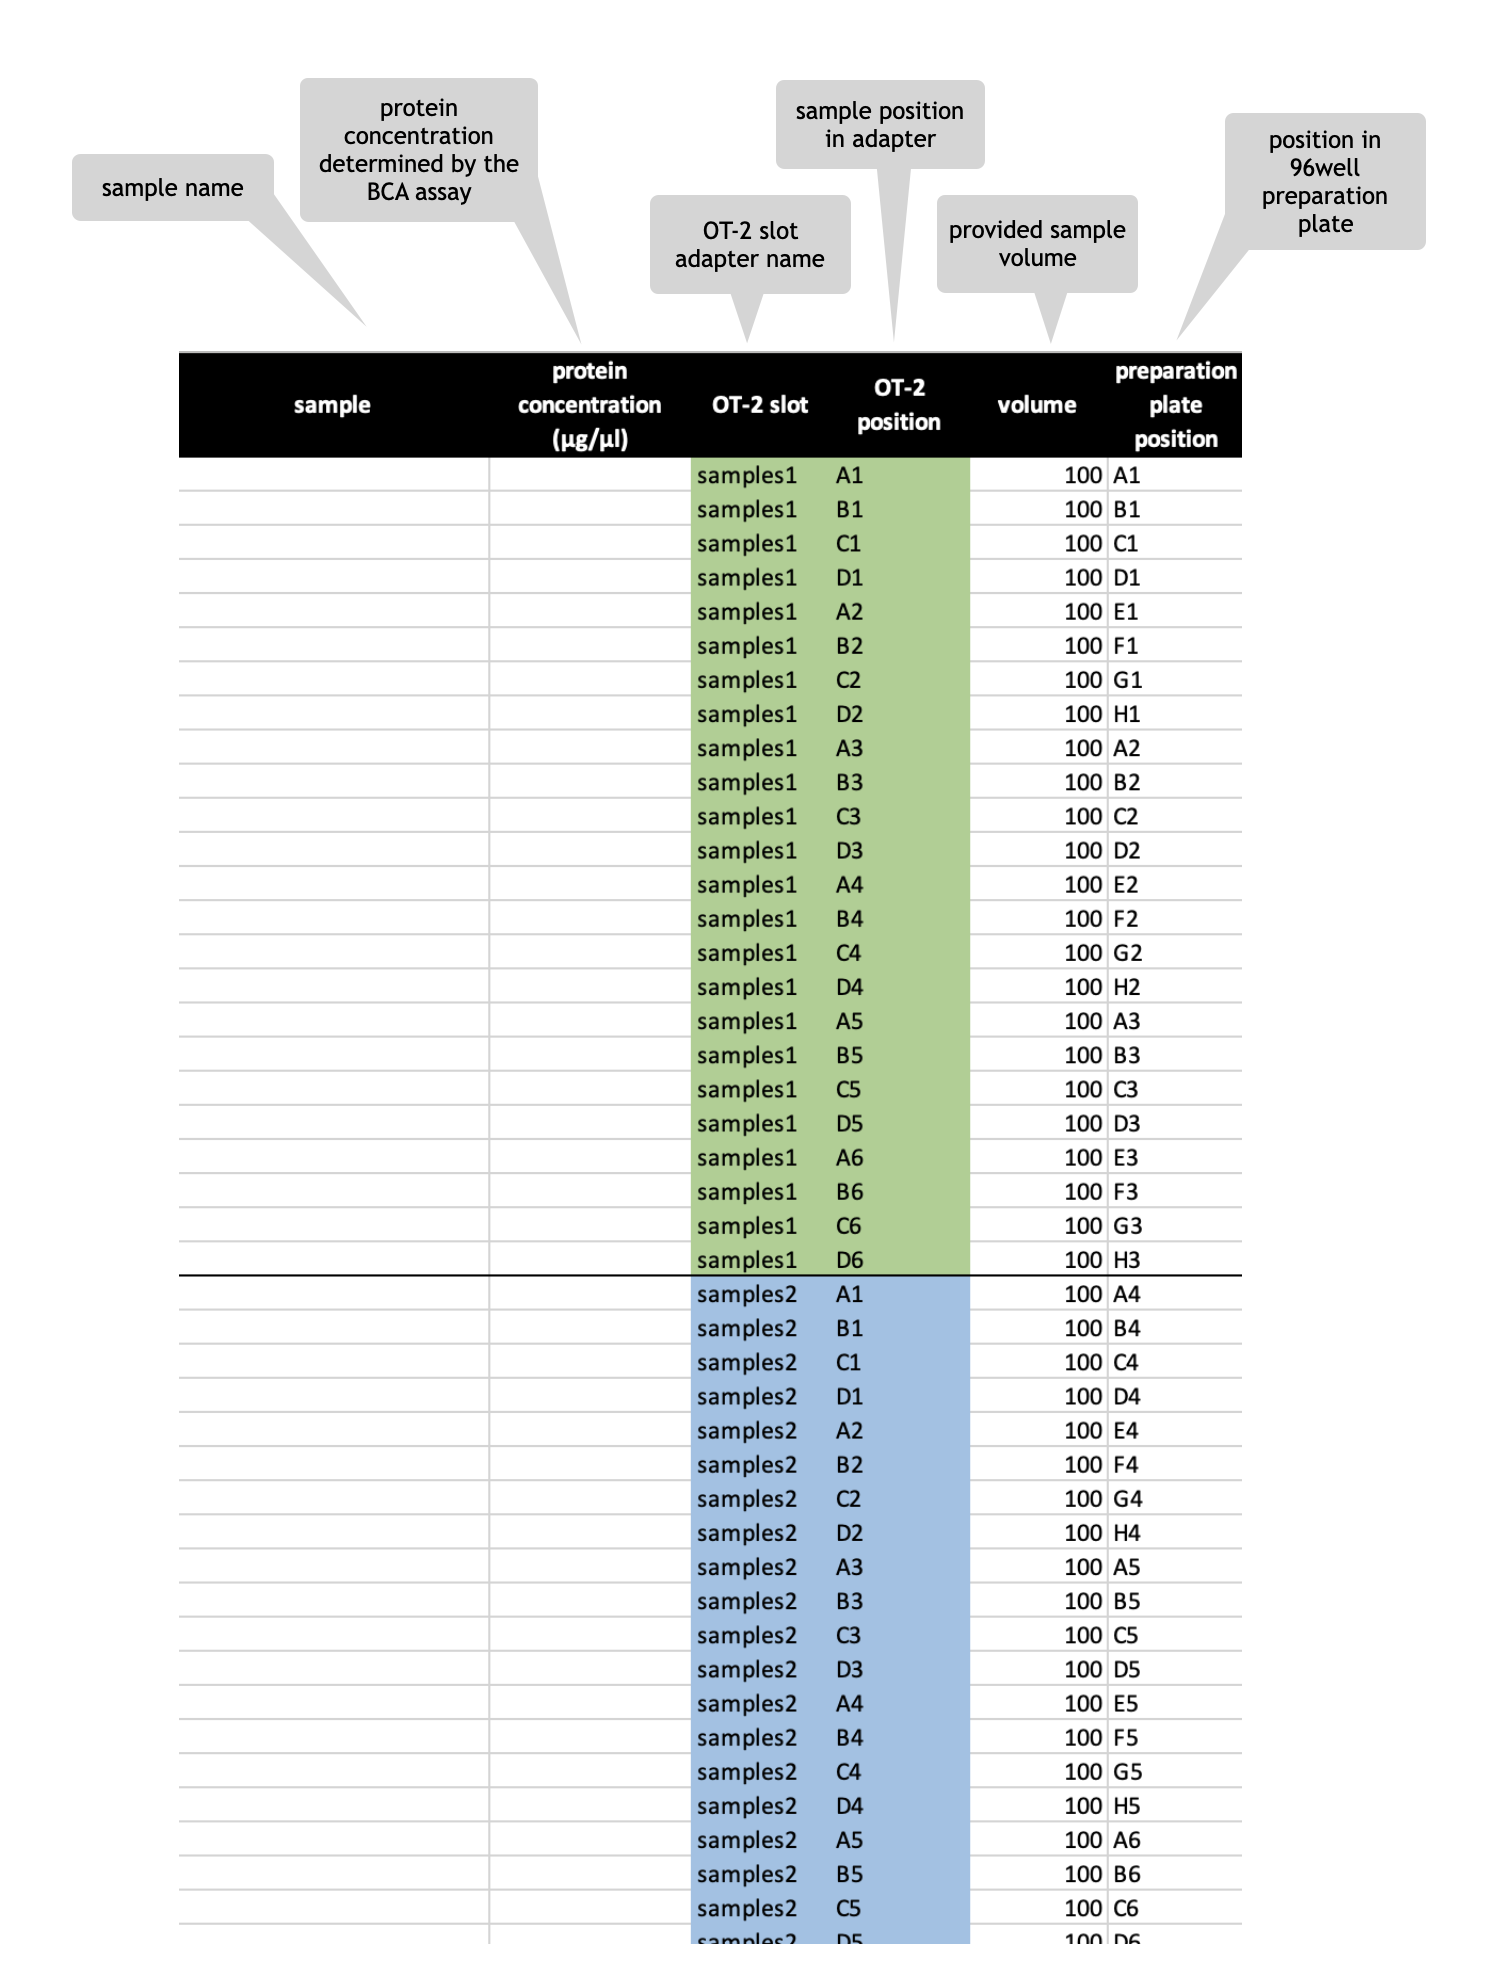 sample name
protein
concentration
determined by the
BCA assay
OT-2 slot
adapter name
sample position
in adapter
provided sample
volume
position in
96well
preparation
plate
sample
protein
concentration
(µg/µl)
OT-2 slot
OT-2
position
volume
preparation
plate
position
samples1 A1 100 A1
samples1 B1 100 B1
samples1 C1 100 C1
samples1 D1 100 D1
samples1 A2 100 E1
samples1 B2 100 F1
samples1 C2 100 G1
samples1 D2 100 H1
samples1 A3 100 A2
samples1 B3 100 B2
samples1 C3 100 C2
samples1 D3 100 D2
samples1 A4 100 E2
samples1 B4 100 F2
samples1 C4 100 G2
samples1 D4 100 H2
samples1 A5 100 A3
samples1 B5 100 B3
samples1 C5 100 C3
samples1 D5 100 D3
samples1 A6 100 E3
samples1 B6 100 F3
samples1 C6 100 G3
samples1 D6 100 H3
samples2 A1 100 A4
samples2 B1 100 B4
samples2 C1 100 C4
samples2 D1 100 D4
samples2 A2 100 E4
samples2 B2 100 F4
samples2 C2 100 G4
samples2 D2 100 H4
samples2 A3 100 A5
samples2 B3 100 B5
samples2 C3 100 C5
samples2 D3 100 D5
samples2 A4 100 E5
samples2 B4 100 F5
samples2 C4 100 G5
samples2 D4 100 H5
samples2 A5 100 A6
samples2 B5 100 B6
samples2 C5 100 C6
samples2 D5 100 D6